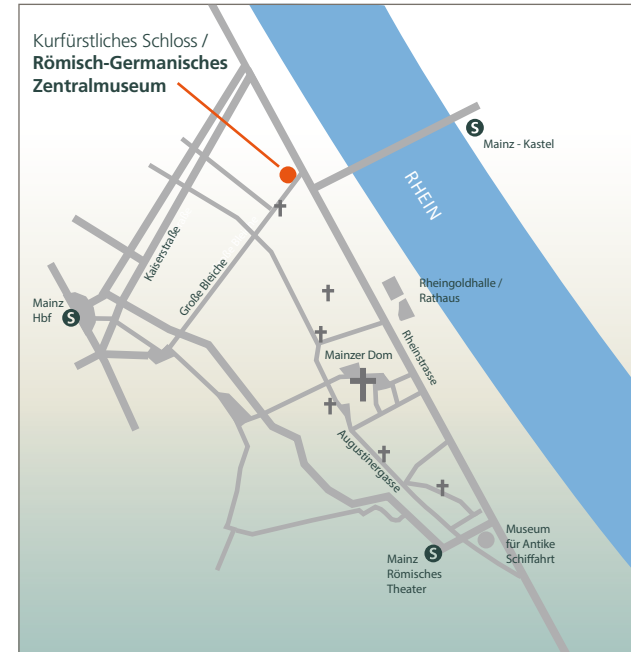 Kurfürstliches Schloss /
Römisch-Germanisches
Zentralmuseum
S
Mainz - Kastel
RHEIN
Kaiserstraße
Große Bleiche
Mainz
Hbf
S
Rheingoldhalle /
Rathaus
Rheinstrasse
Mainzer Dom
Augustinergasse
Museum
für Antike
Schiffahrt
Mainz
Römisches
Theater
S